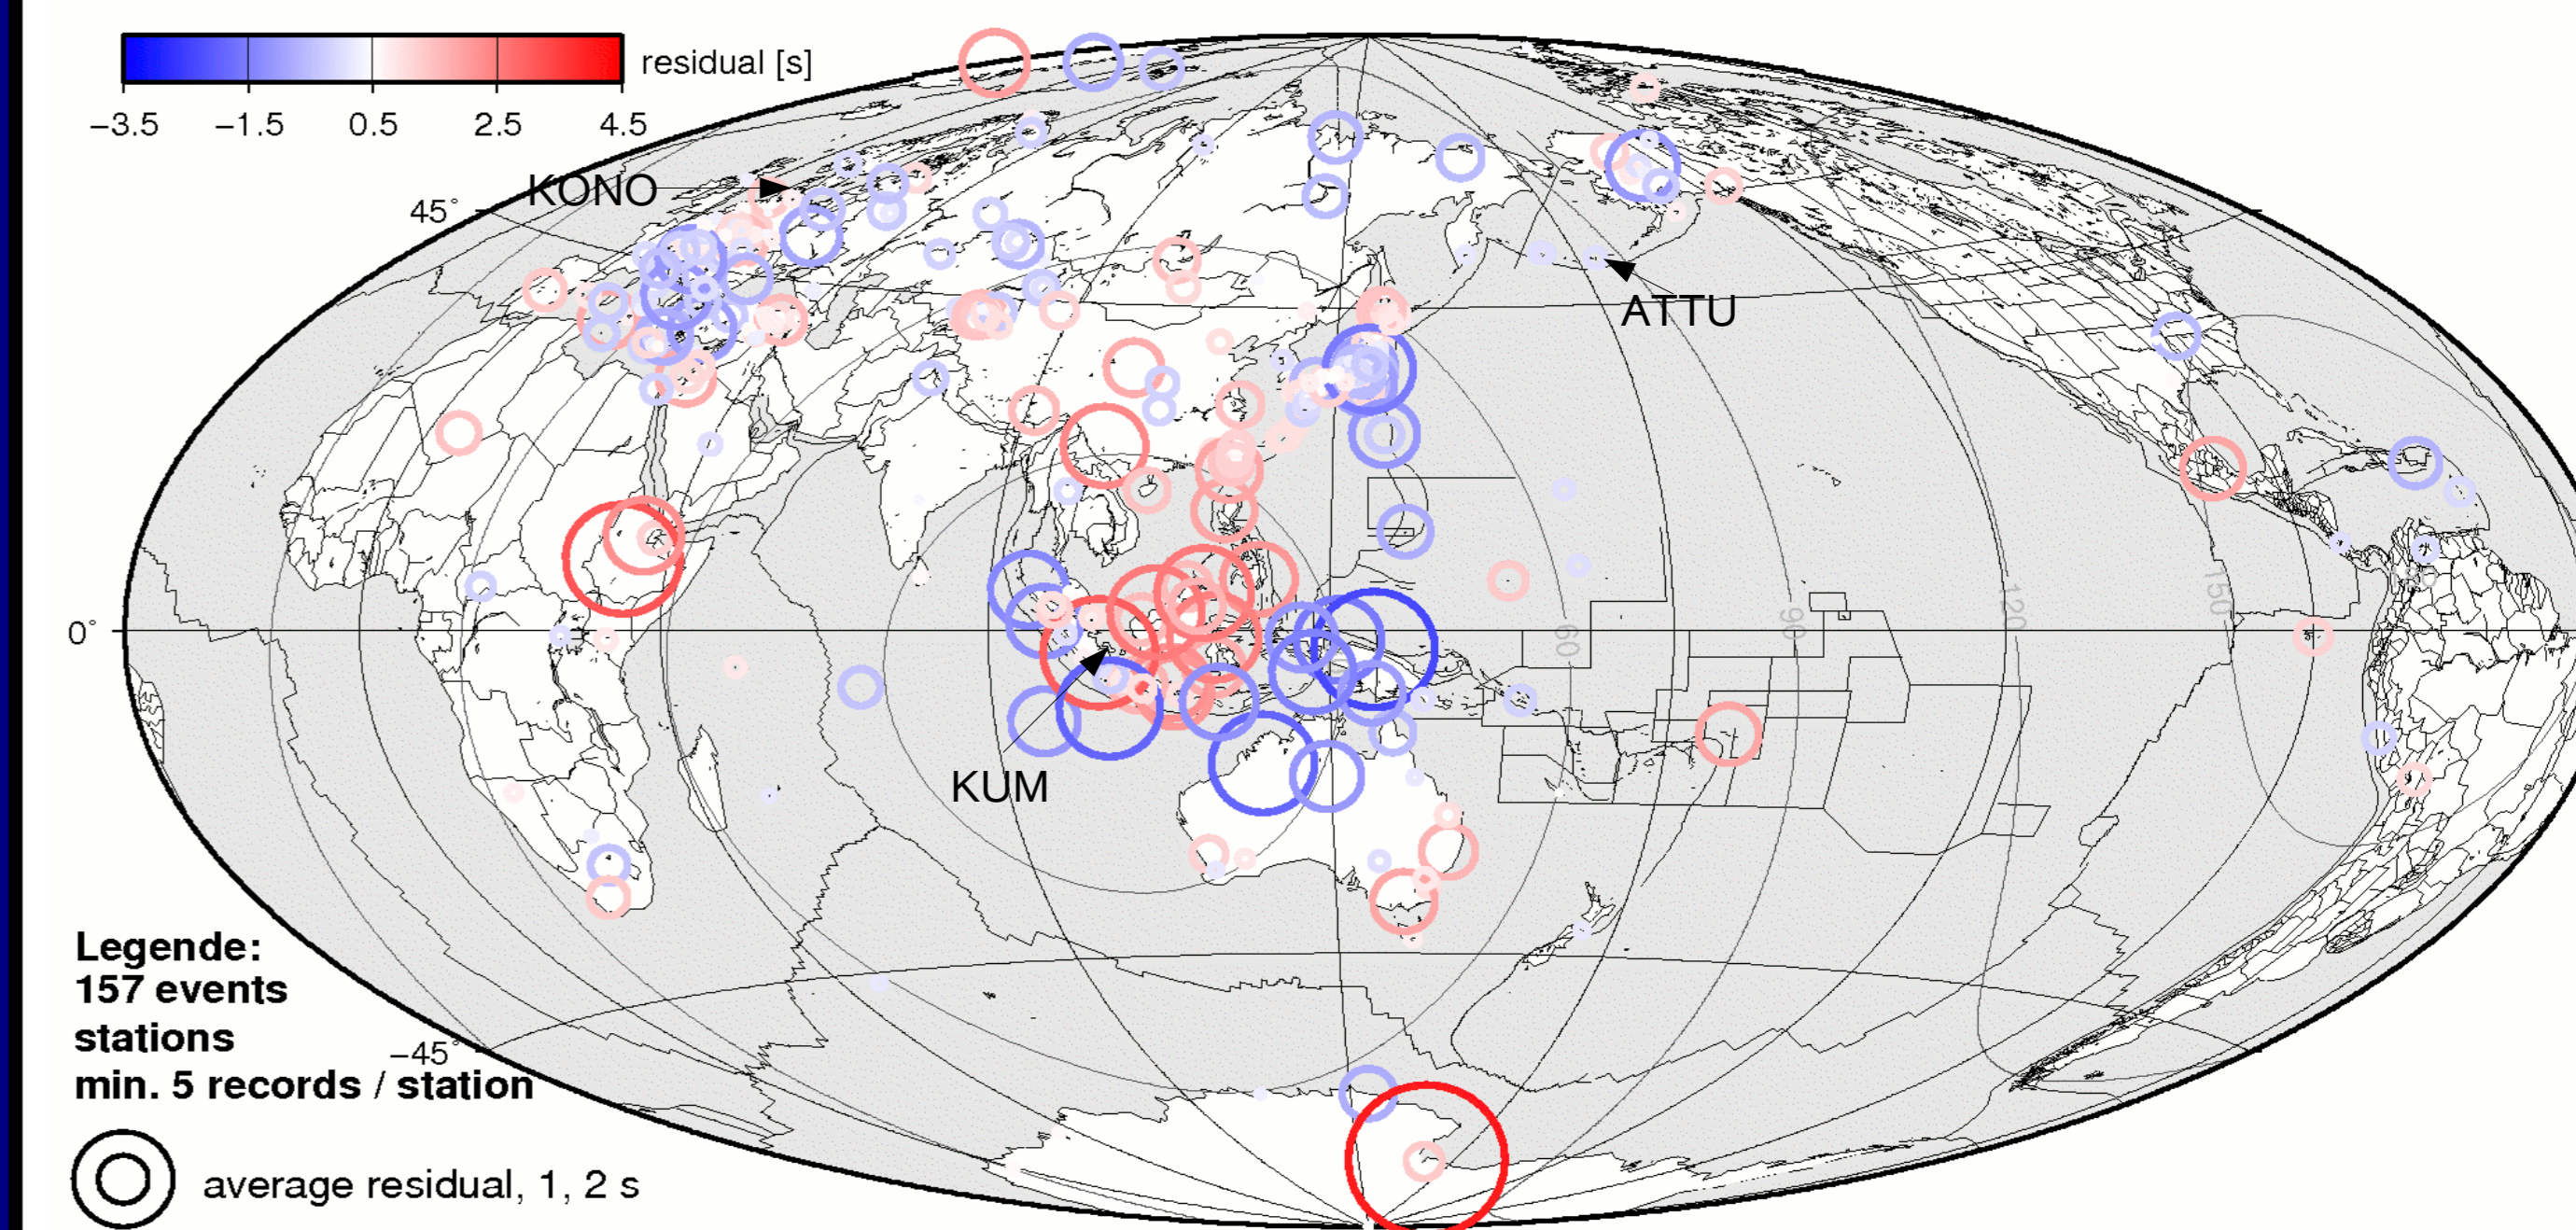 residual [s]
−3.5 −1.5 0.5 2.5 4.5
KONO
45°
ATTU
0°
60
90
120
150
KUM
Legende:
157 events
stations
−45°
min. 5 records / station
average residual, 1, 2 s